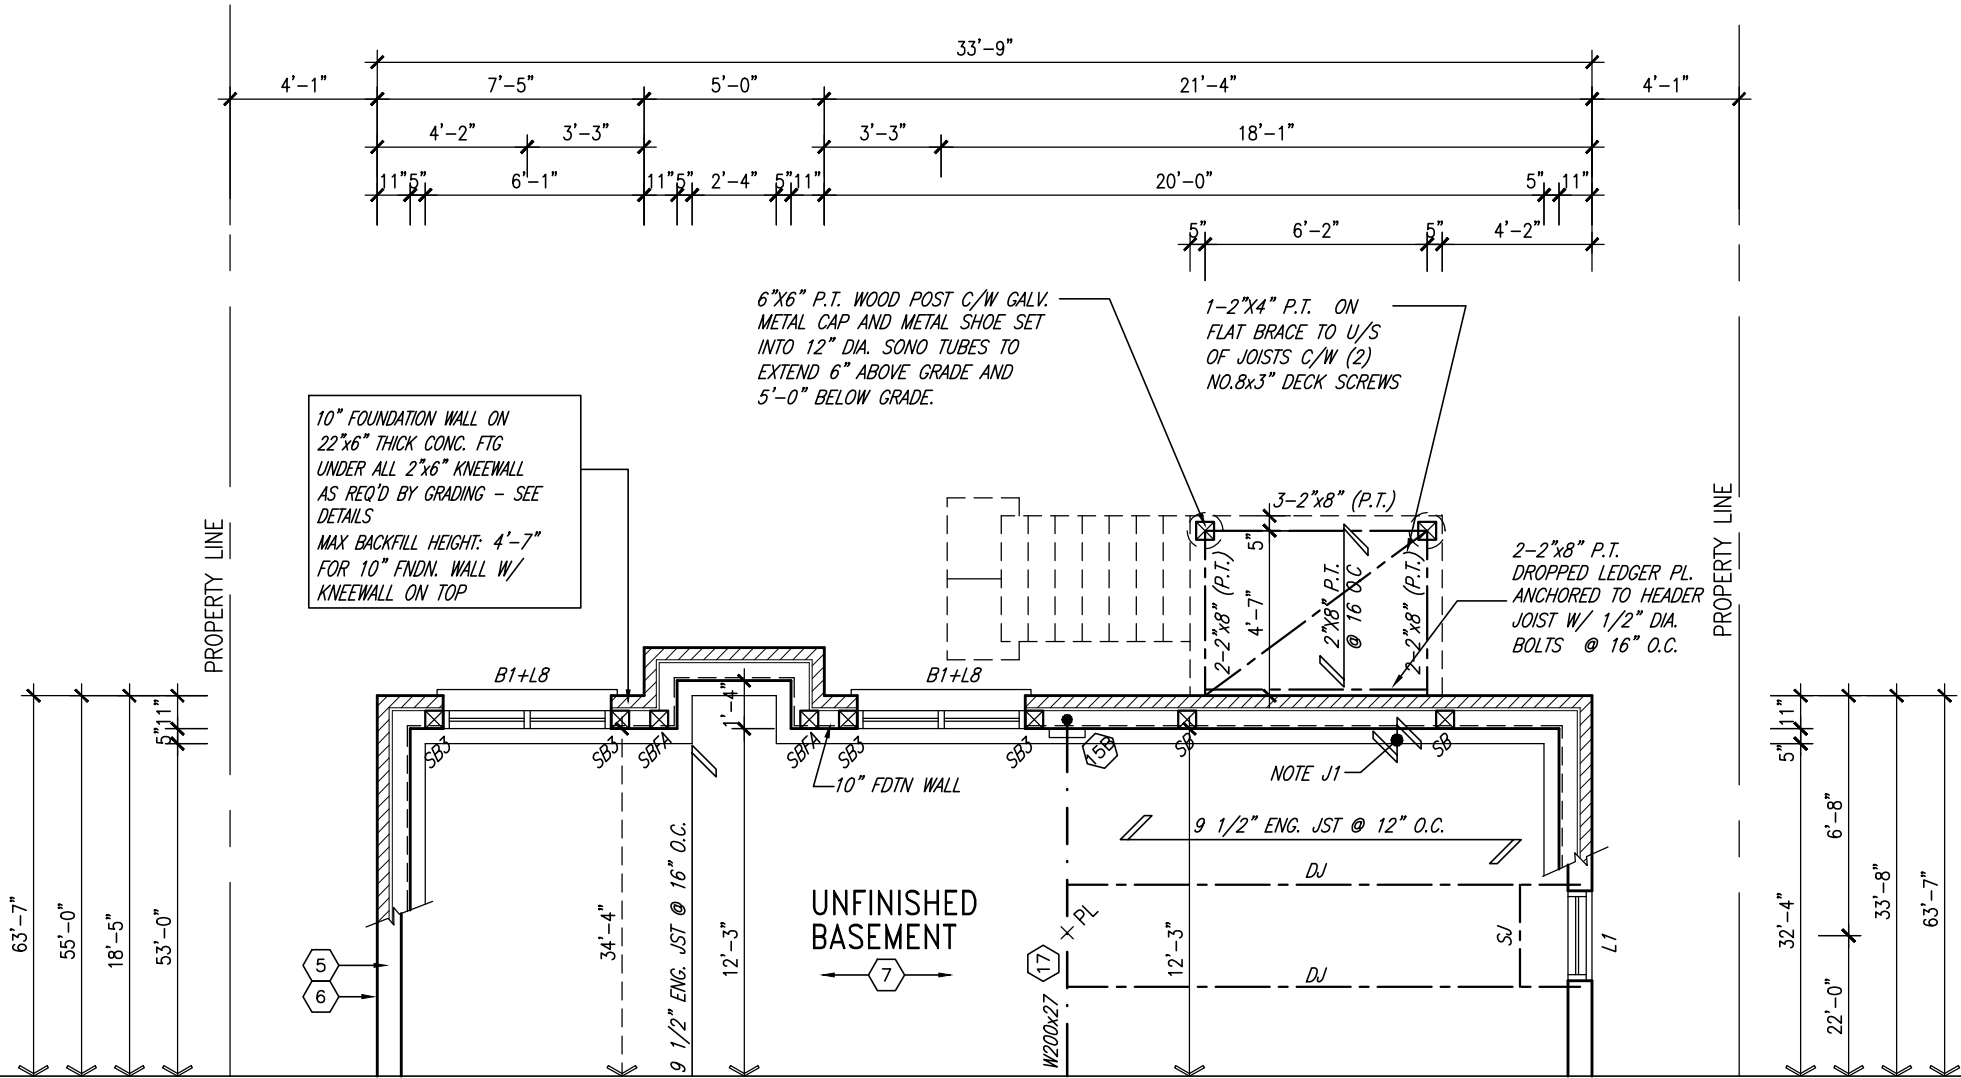 33'-9"
4'-1" 7'-5" 5'-0" 21'-4" 4'-1"
4'-2" 3'-3" 3'-3" 18'-1"
11" 5" 6'-1" 11" 5" 2'-4" 5" 11" 20'-0" 5" 11"
5" 6'-2" 5" 4'-2"
6"X6" P.T. WOOD POST C/W GALV.
METAL CAP AND METAL SHOE SET
INTO 12" DIA. SONO TUBES TO
EXTEND 6" ABOVE GRADE AND
5'-0" BELOW GRADE.
1-2"X4" P.T. ON
FLAT BRACE TO U/S
OF JOISTS C/W (2)
NO.8x3" DECK SCREWS
10" FOUNDATION WALL ON
22"x6" THICK CONC. FTG
UNDER ALL 2"x6" KNEEWALL
AS REQ'D BY GRADING - SEE
DETAILS
MAX BACKFILL HEIGHT: 4'-7"
FOR 10" FNDN. WALL W/
KNEEWALL ON TOP
PROPERTY LINE
PROPERTY LINE
3-2"x8" (P.T.)
5"
4'-7"
2-2"x8" (P.T.)
2"X8" P.T.
@ 16 O.C
2-2"x8" (P.T.)
2-2"x8" P.T.
DROPPED LEDGER PL.
ANCHORED TO HEADER
JOIST W/ 1/2" DIA.
BOLTS @ 16" O.C.
B1+L8
B1+L8
1'-4"
SB3
SB3
SBFA
SBFA
SB3
SB3
15B
SB
SB
10" FDTN WALL
NOTE J1
9 1/2" ENG. JST @ 12" O.C.
9 1/2" ENG. JST @ 16" O.C.
DJ
DJ
SJ
L1
PL
17
W200x27
UNFINISHED
BASEMENT
7
5
6
34'-4"
12'-3"
12'-3"
63'-7"
55'-0"
18'-5"
53'-0"
5" 11"
11"
5"
32'-4"
6'-8"
22'-0"
33'-8"
63'-7"